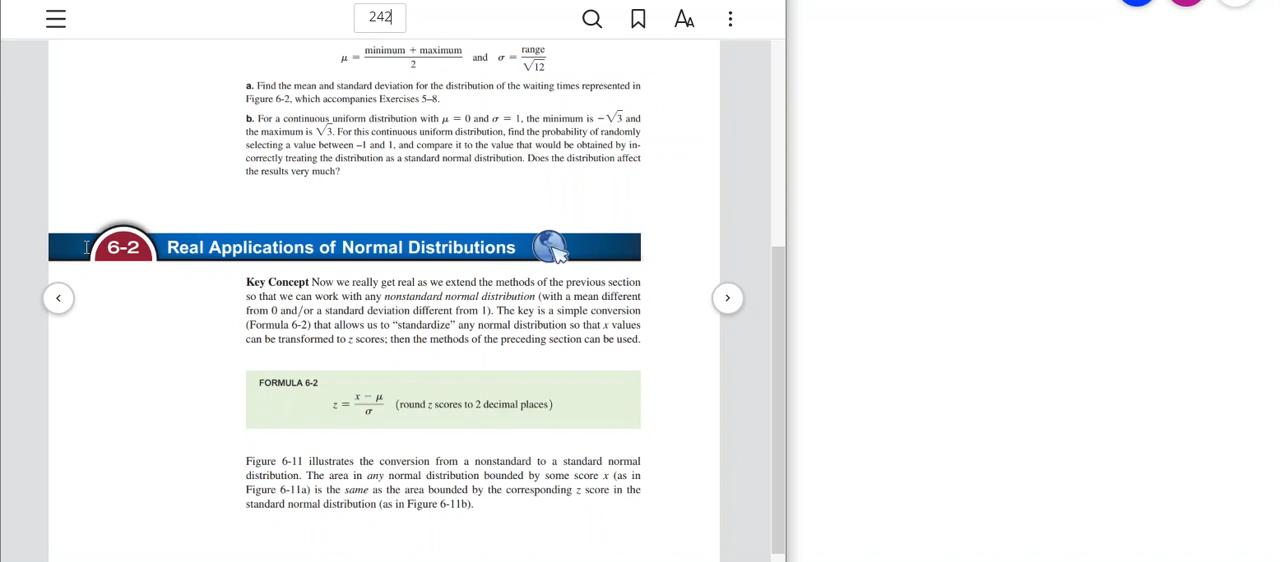 242
μ = minimum + maximum / 2 and σ = range / √12
a. Find the mean and standard deviation for the distribution of the waiting times represented in
Figure 6-2, which accompanies Exercises 5–8.
b. For a continuous uniform distribution with μ = 0 and σ = 1, the minimum is −√3 and
the maximum is √3. For this continuous uniform distribution, find the probability of randomly
selecting a value between –1 and 1, and compare it to the value that would be obtained by in-
correctly treating the distribution as a standard normal distribution. Does the distribution affect
the results very much?
6-2 Real Applications of Normal Distributions
Key Concept Now we really get real as we extend the methods of the previous section
so that we can work with any nonstandard normal distribution (with a mean different
from 0 and/or a standard deviation different from 1). The key is a simple conversion
(Formula 6-2) that allows us to “standardize” any normal distribution so that x values
can be transformed to z scores; then the methods of the preceding section can be used.
FORMULA 6-2
z = x − μ / σ (round z scores to 2 decimal places)
Figure 6-11 illustrates the conversion from a nonstandard to a standard normal
distribution. The area in any normal distribution bounded by some score x (as in
Figure 6-11a) is the same as the area bounded by the corresponding z score in the
standard normal distribution (as in Figure 6-11b).